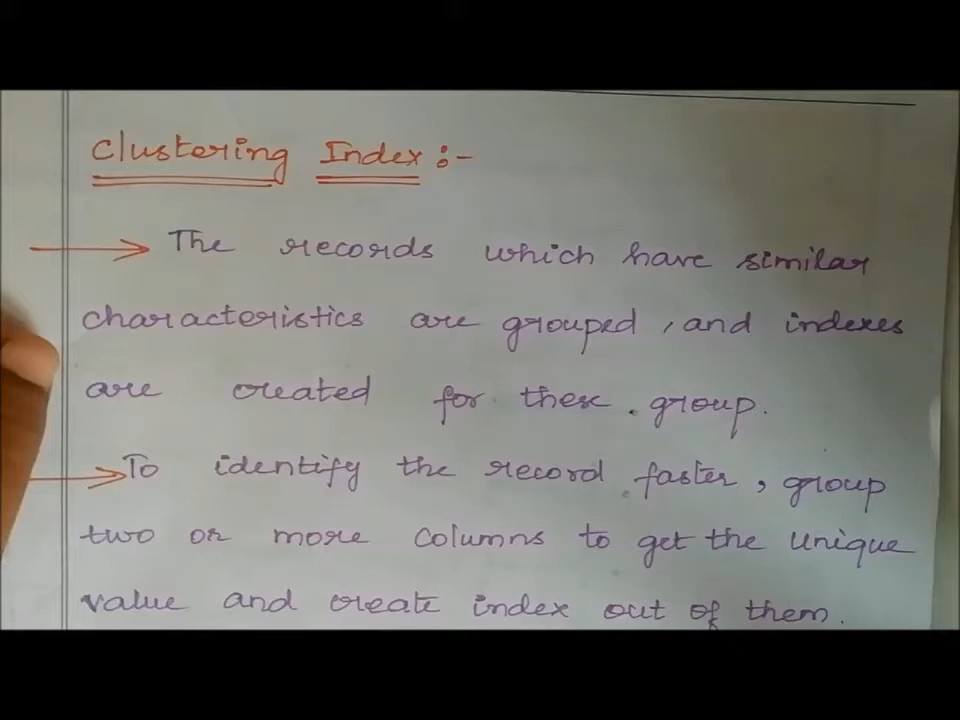 Clustering Index :-
The records which have similar
characteristics are grouped , and indexes
are created for these group.
To identify the record faster , group
two or more columns to get the unique
value and create index out of them.